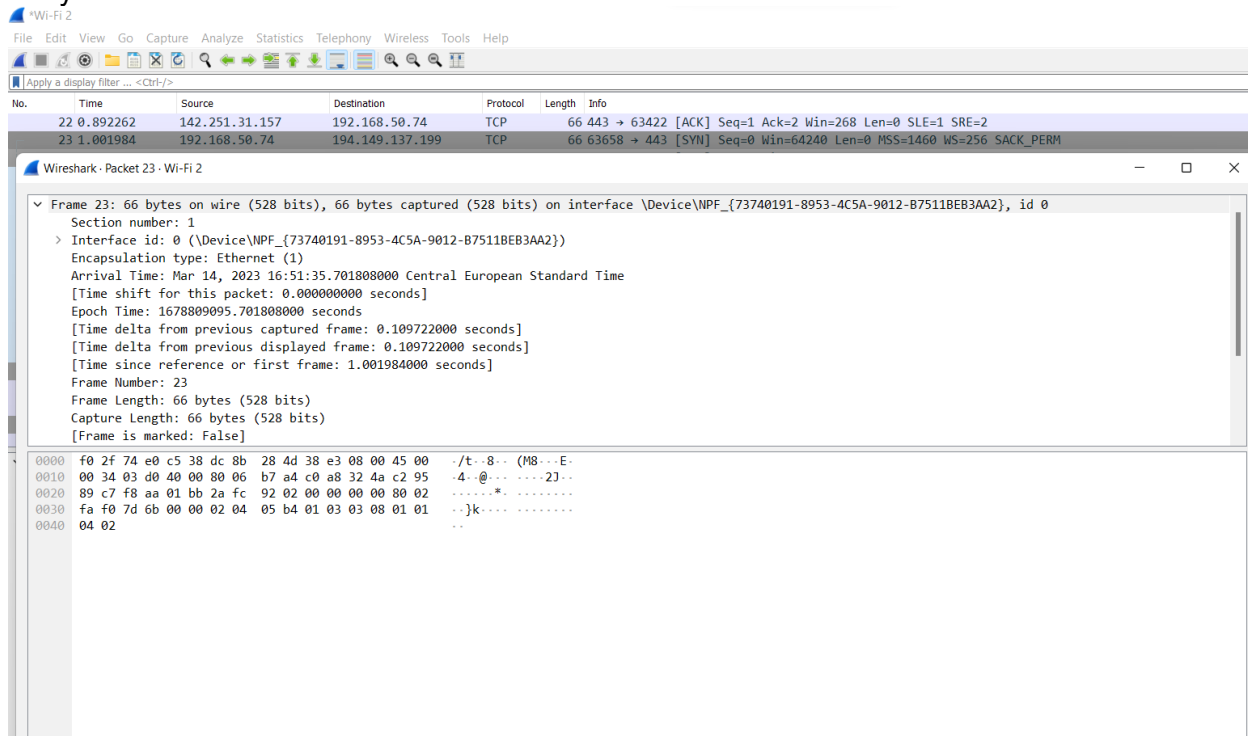 *Wi-Fi 2
File Edit View Go Capture Analyze Statistics Telephony Wireless Tools Help
Apply a display filter ... <Ctrl-/>
No. Time Source Destination Protocol Length Info
22 0.892262 142.251.31.157 192.168.50.74 TCP 66 443 → 63422 [ACK] Seq=1 Ack=2 Win=268 Len=0 SLE=1 SRE=2
23 1.001984 192.168.50.74 194.149.137.199 TCP 66 63658 → 443 [SYN] Seq=0 Win=64240 Len=0 MSS=1460 WS=256 SACK_PERM
Wireshark · Packet 23 · Wi-Fi 2
Frame 23: 66 bytes on wire (528 bits), 66 bytes captured (528 bits) on interface \Device\NPF_{73740191-8953-4C5A-9012-B7511BEB3AA2}, id 0
Section number: 1
Interface id: 0 (\Device\NPF_{73740191-8953-4C5A-9012-B7511BEB3AA2})
Encapsulation type: Ethernet (1)
Arrival Time: Mar 14, 2023 16:51:35.701808000 Central European Standard Time
[Time shift for this packet: 0.000000000 seconds]
Epoch Time: 1678809095.701808000 seconds
[Time delta from previous captured frame: 0.109722000 seconds]
[Time delta from previous displayed frame: 0.109722000 seconds]
[Time since reference or first frame: 1.001984000 seconds]
Frame Number: 23
Frame Length: 66 bytes (528 bits)
Capture Length: 66 bytes (528 bits)
[Frame is marked: False]
0000 f0 2f 74 e0 c5 38 dc 8b 28 4d 38 e3 08 00 45 00 ·/t··8·· (M8···E·
0010 00 34 03 d0 40 00 80 06 b7 a4 c0 a8 32 4a c2 95 ·4··@··· ····2J··
0020 89 c7 f8 aa 01 bb 2a fc 92 02 00 00 00 00 80 02 ······*· ········
0030 fa f0 7d 6b 00 00 02 04 05 b4 01 03 03 08 01 01 ··}k···· ········
0040 04 02 ··